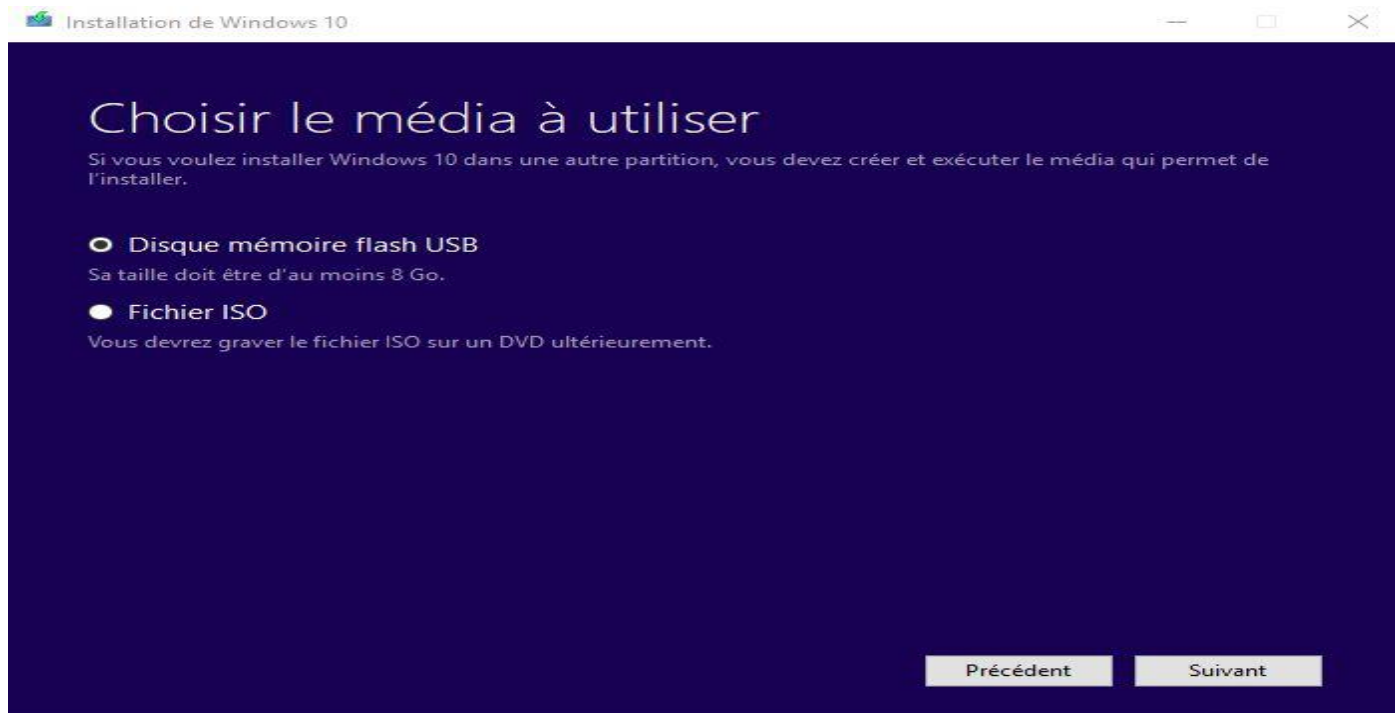 Installation de Windows 10
Choisir le média à utiliser
Si vous voulez installer Windows 10 dans une autre partition, vous devez créer et exécuter le média qui permet de
l'installer.
Disque mémoire flash USB
Sa taille doit être d'au moins 8 Go.
Fichier ISO
Vous devrez graver le fichier ISO sur un DVD ultérieurement.
Précédent Suivant